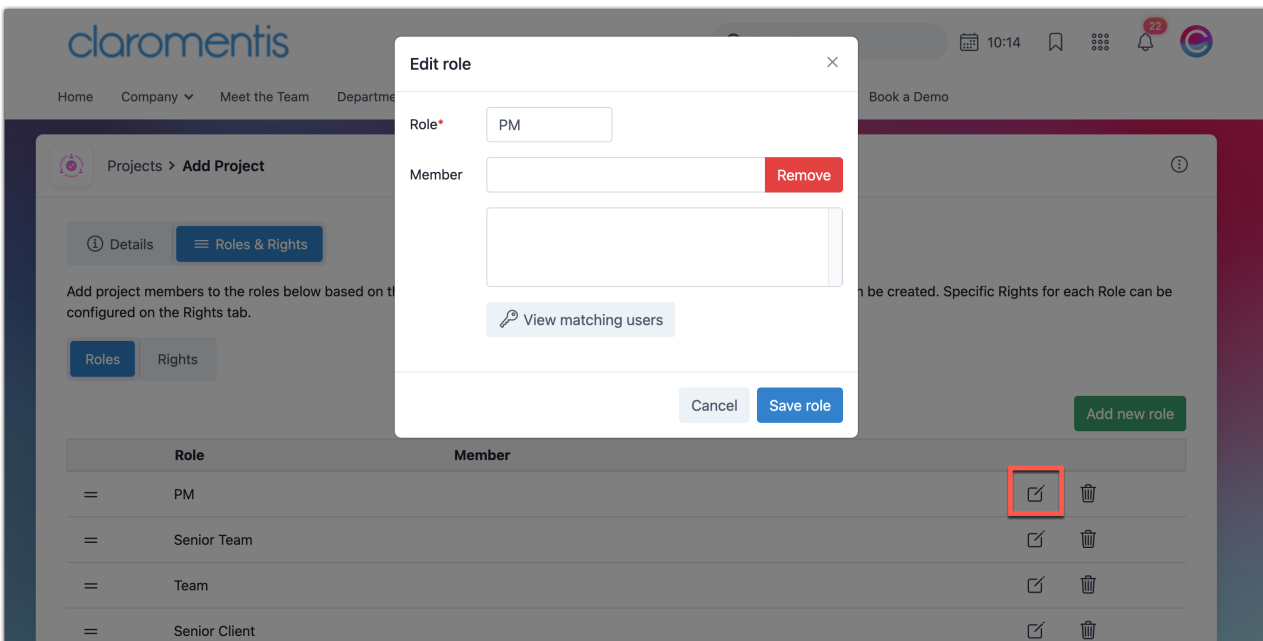 claromentis
10:14
22
Home Company Meet the Team Departme
Book a Demo
Edit role
Role*
PM
Member
Remove
View matching users
Cancel
Save role
Projects > Add Project
Details
Roles & Rights
Add project members to the roles below based on th
n be created. Specific Rights for each Role can be
configured on the Rights tab.
Roles
Rights
Add new role
Role Member
PM
Senior Team
Team
Senior Client